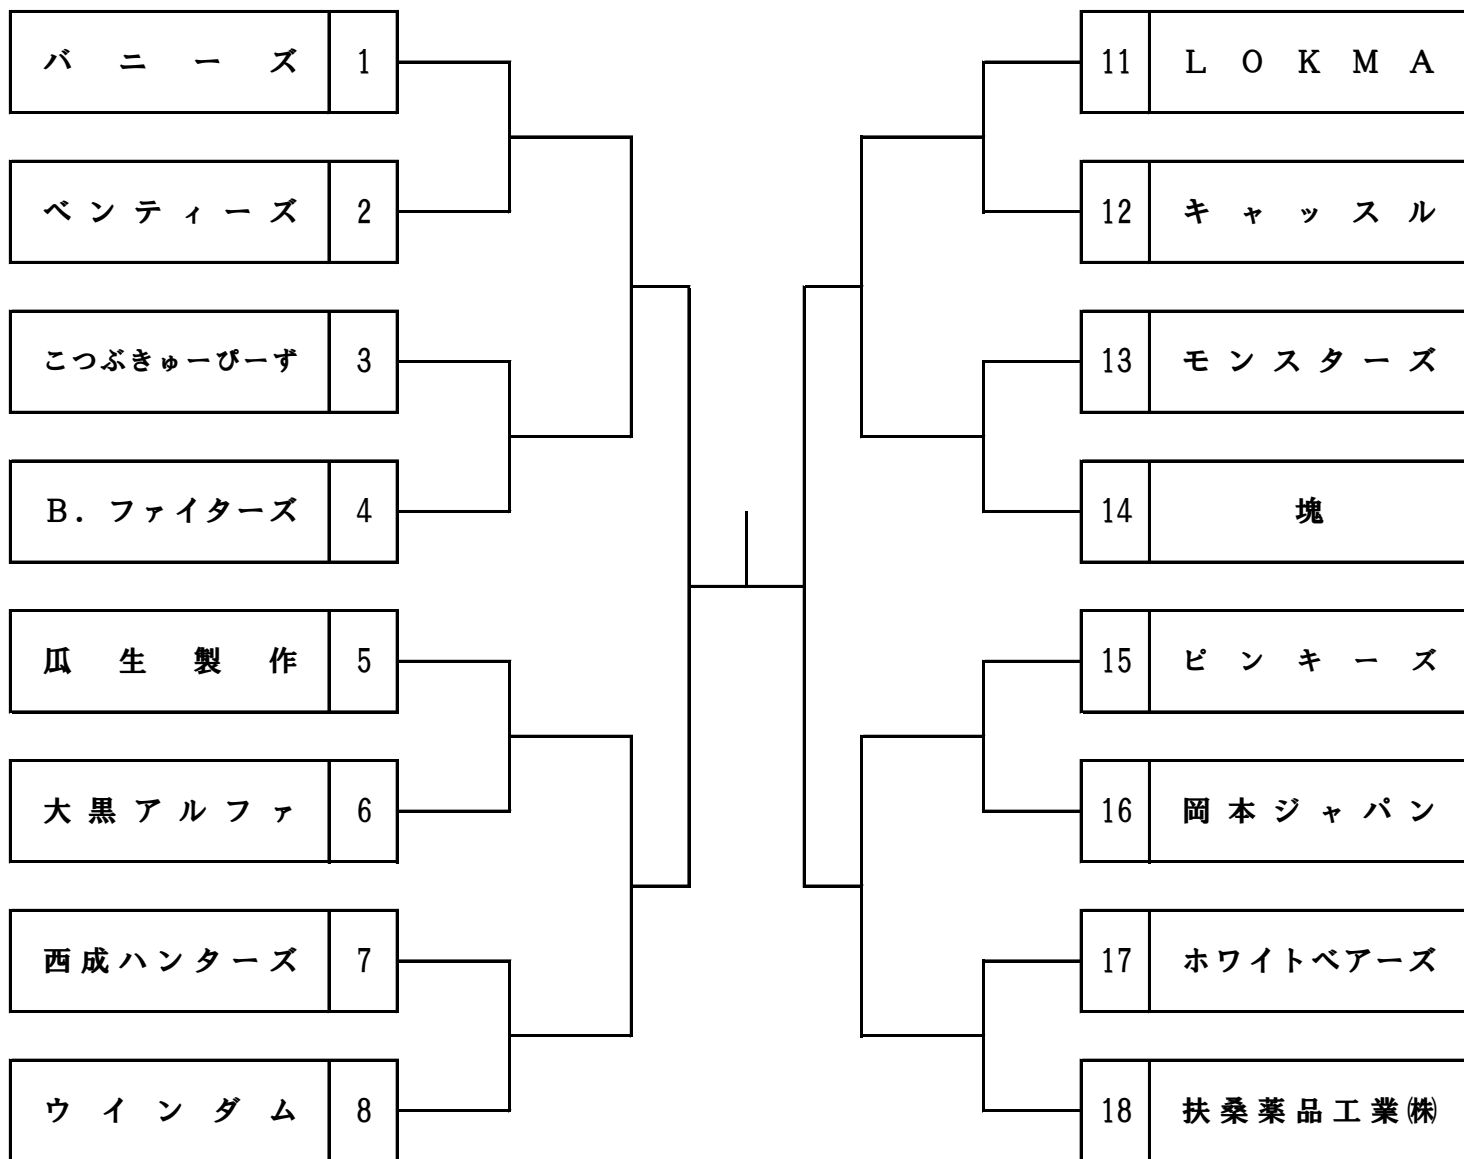 バニーズ 1
ベンティーズ 2
こつぶきゅーぴーず 3
B．ファイターズ 4
瓜生製作 5
大黒アルファ 6
西成ハンターズ 7
ウインダム 8
11 ＬＯＫＭＡ
12 キャッスル
13 モンスターズ
14 塊
15 ピンキーズ
16 岡本ジャパン
17 ホワイトベアーズ
18 扶桑薬品工業㈱